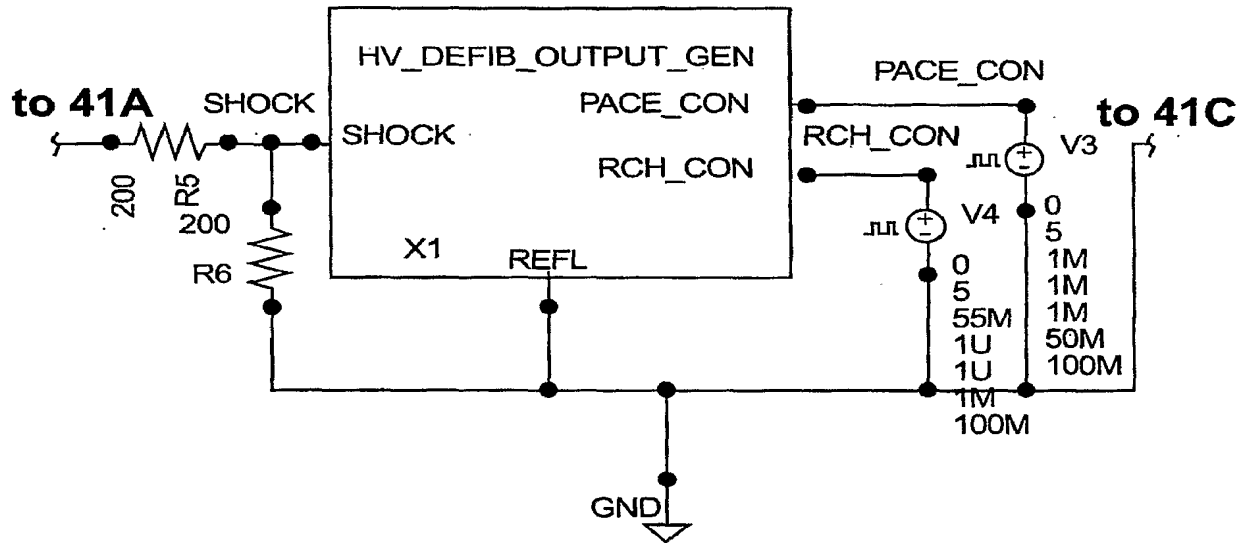 HV_DEFIB_OUTPUT_GEN
PACE_CON
to 41A
SHOCK
PACE_CON
to 41C
SHOCK
RCH_CON
V3
RCH_CON
200
R5
200
V4
R6
X1
REFL
0
5
1M
1M
1M
50M
100M
0
5
55M
1U
1U
1M
100M
GND